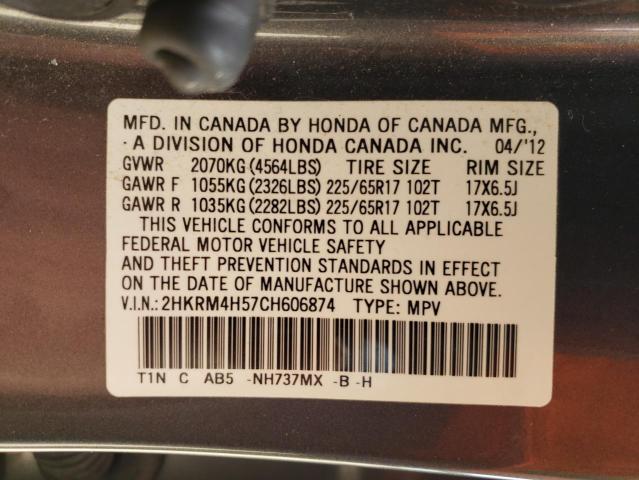 MFD. IN CANADA BY HONDA OF CANADA MFG.,
A DIVISION OF HONDA CANADA INC. 04/'12
GVWR 2070KG (4564LBS) TIRE SIZE RIM SIZE
GAWR F 1055KG (2326LBS) 225/65R17 102T 17X6.5J
GAWR R 1035KG (2282LBS) 225/65R17 102T 17X6.5J
THIS VEHICLE CONFORMS TO ALL APPLICABLE
FEDERAL MOTOR VEHICLE SAFETY
AND THEFT PREVENTION STANDARDS IN EFFECT
ON THE DATE OF MANUFACTURE SHOWN ABOVE.
V.I.N.: 2HKRM4H57CH606874 TYPE: MPV
T1N C AB5 -NH737MX -B -H